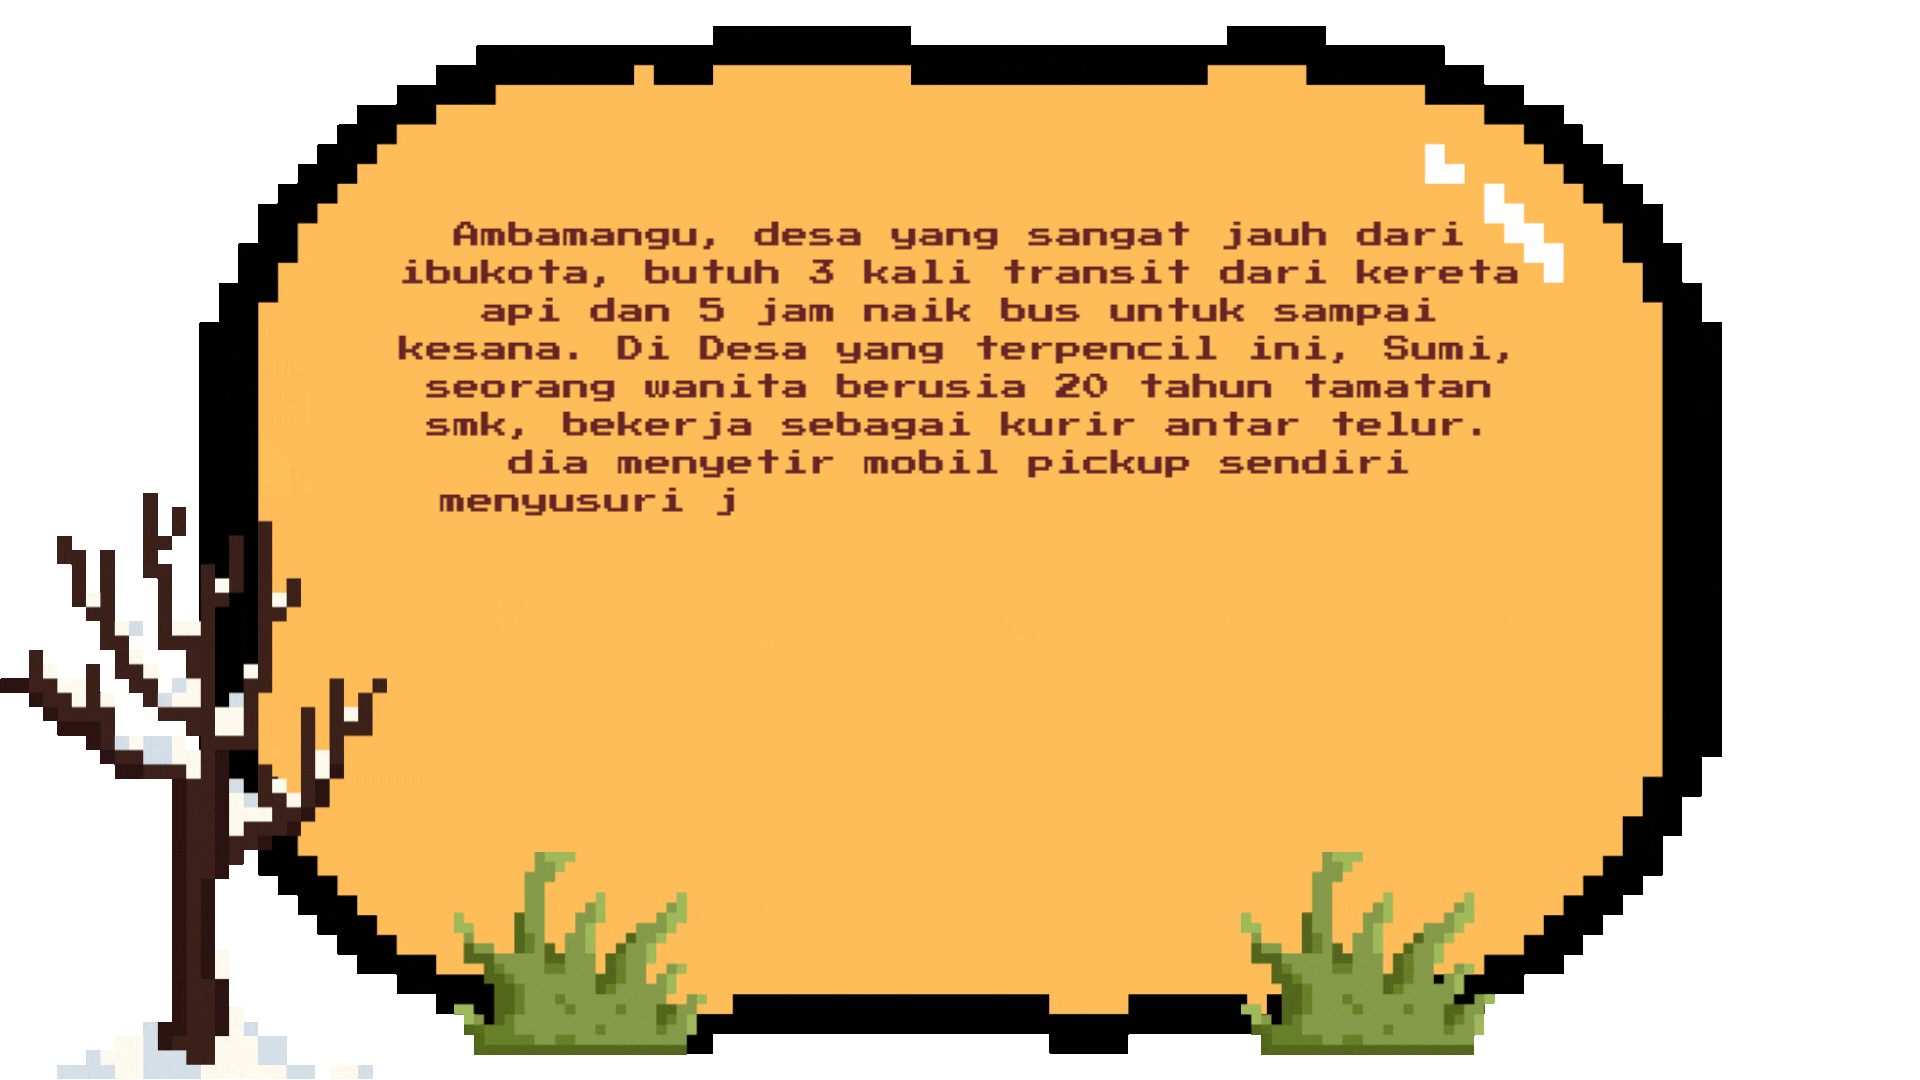 Ambamangu, desa yang sangat jauh dari
ibukota, butuh 3 kali transit dari kereta
api dan 5 jam naik bus untuk sampai
kesana. Di Desa yang terpencil ini, Sumi,
seorang wanita berusia 20 tahun tamatan
smk, bekerja sebagai kurir antar telur.
dia menyetir mobil pickup sendiri
menyusuri j